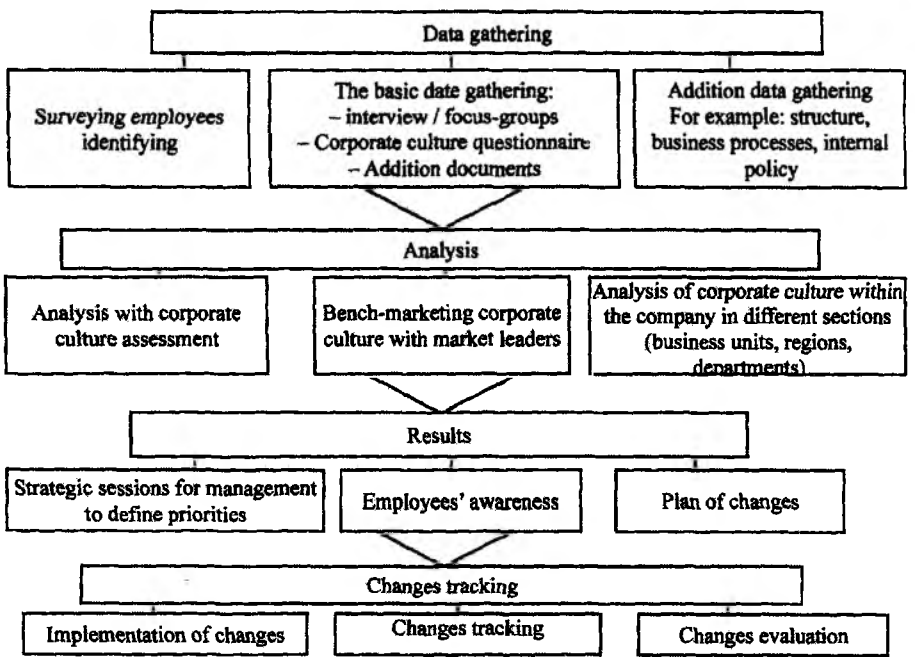 Data gathering
Surveying employees
identifying
The basic date gathering:
– interview / focus-groups
– Corporate culture questionnaire
– Addition documents
Addition data gathering
For example: structure,
business processes, internal
policy
Analysis
Analysis with corporate
culture assessment
Bench-marketing corporate
culture with market leaders
Analysis of corporate culture within
the company in different sections
(business units, regions,
departments)
Results
Strategic sessions for management
to define priorities
Employees' awareness
Plan of changes
Changes tracking
Implementation of changes
Changes tracking
Changes evaluation